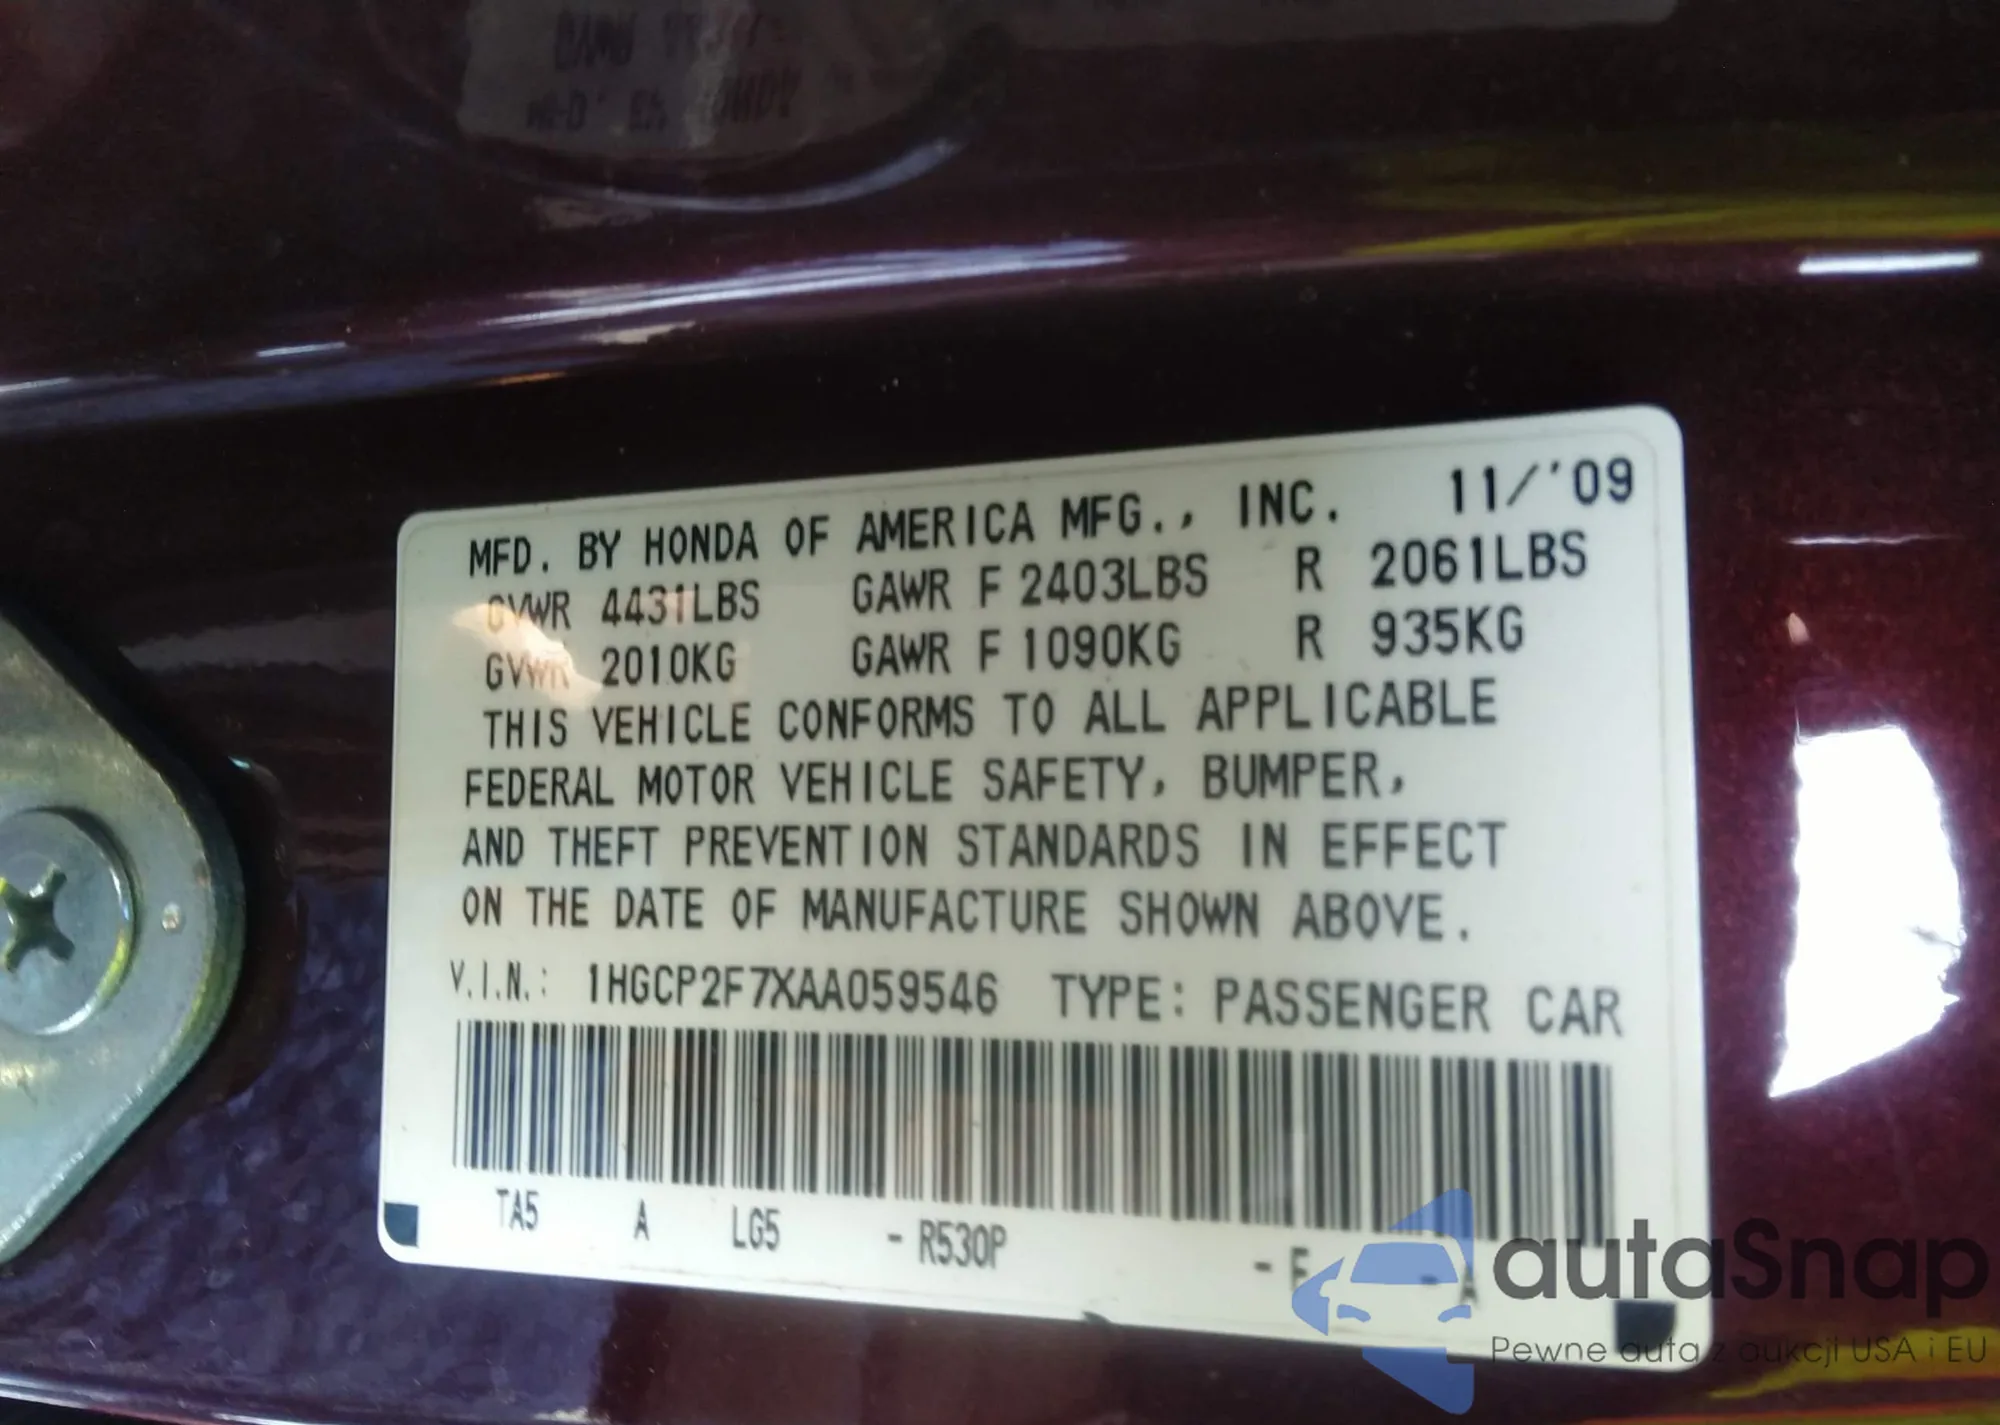 MFD. BY HONDA OF AMERICA MFG., INC. 11/'09
GVWR 4431LBS GAWR F 2403LBS R 2061LBS
GVWR 2010KG GAWR F 1090KG R 935KG
THIS VEHICLE CONFORMS TO ALL APPLICABLE
FEDERAL MOTOR VEHICLE SAFETY, BUMPER,
AND THEFT PREVENTION STANDARDS IN EFFECT
ON THE DATE OF MANUFACTURE SHOWN ABOVE.
V.I.N.: 1HGCP2F7XAA059546 TYPE: PASSENGER CAR
TA5 A LG5 - R530P - E - A
autaSnap
Pewne auta z aukcji USA i EU